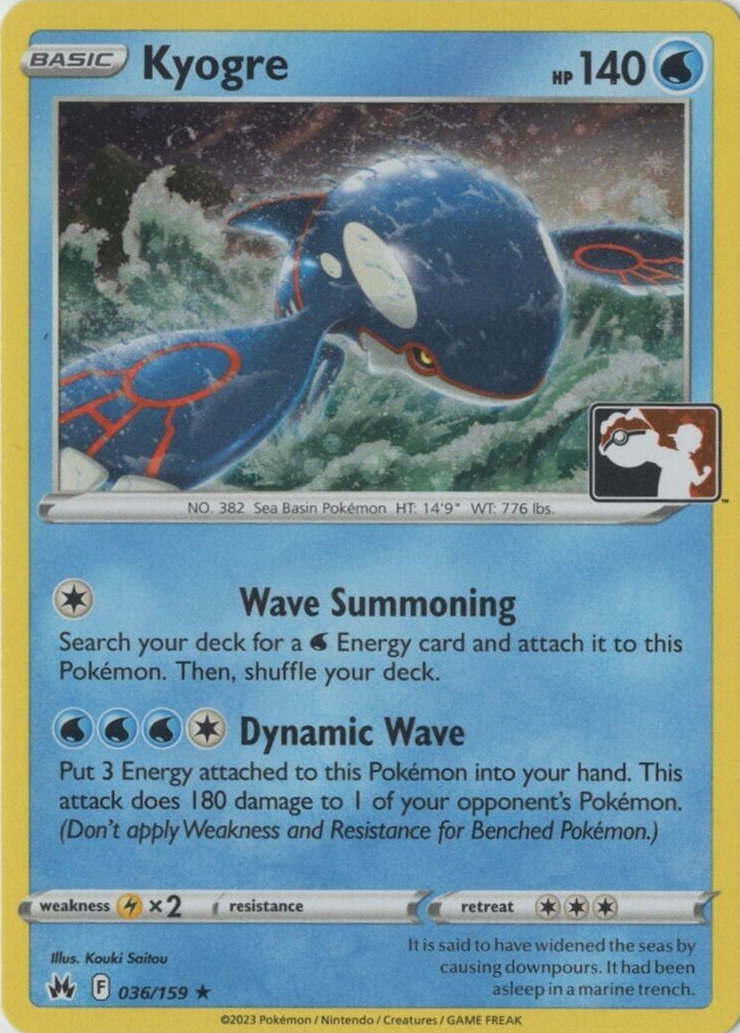 BASIC Kyogre HP 140
NO. 382 Sea Basin Pokémon HT: 14'9" WT: 776 lbs.
TM
Wave Summoning
Search your deck for a Energy card and attach it to this
Pokémon. Then, shuffle your deck.
Dynamic Wave
Put 3 Energy attached to this Pokémon into your hand. This
attack does 180 damage to 1 of your opponent's Pokémon.
(Don't apply Weakness and Resistance for Benched Pokémon.)
weakness ×2 resistance retreat
Illus. Kouki Saitou
F 036/159 ★
It is said to have widened the seas by
causing downpours. It had been
asleep in a marine trench.
©2023 Pokémon / Nintendo / Creatures / GAME FREAK